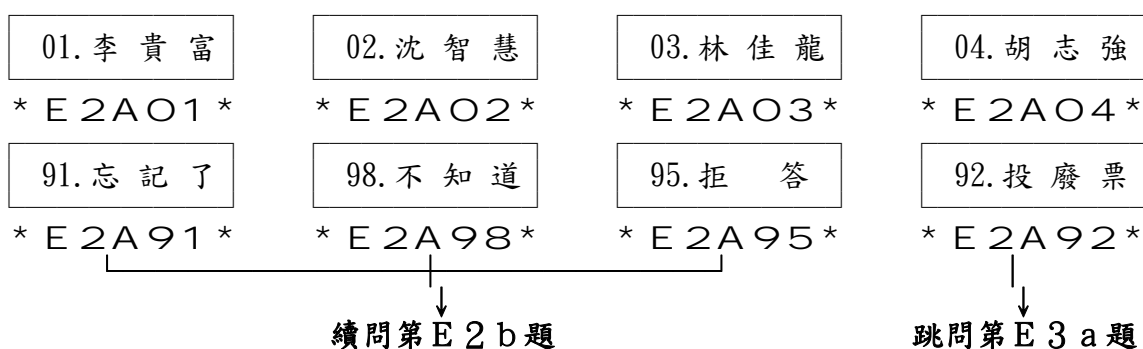 01.李 貴 富 02.沈 智 慧 03.林 佳 龍 04.胡 志 強
*E2A01* *E2A02* *E2A03* *E2A04*
91.忘 記 了 98.不 知 道 95.拒 答 92.投 廢 票
*E2A91* *E2A98* *E2A95* *E2A92*
續問第E2b題 跳問第E3a題